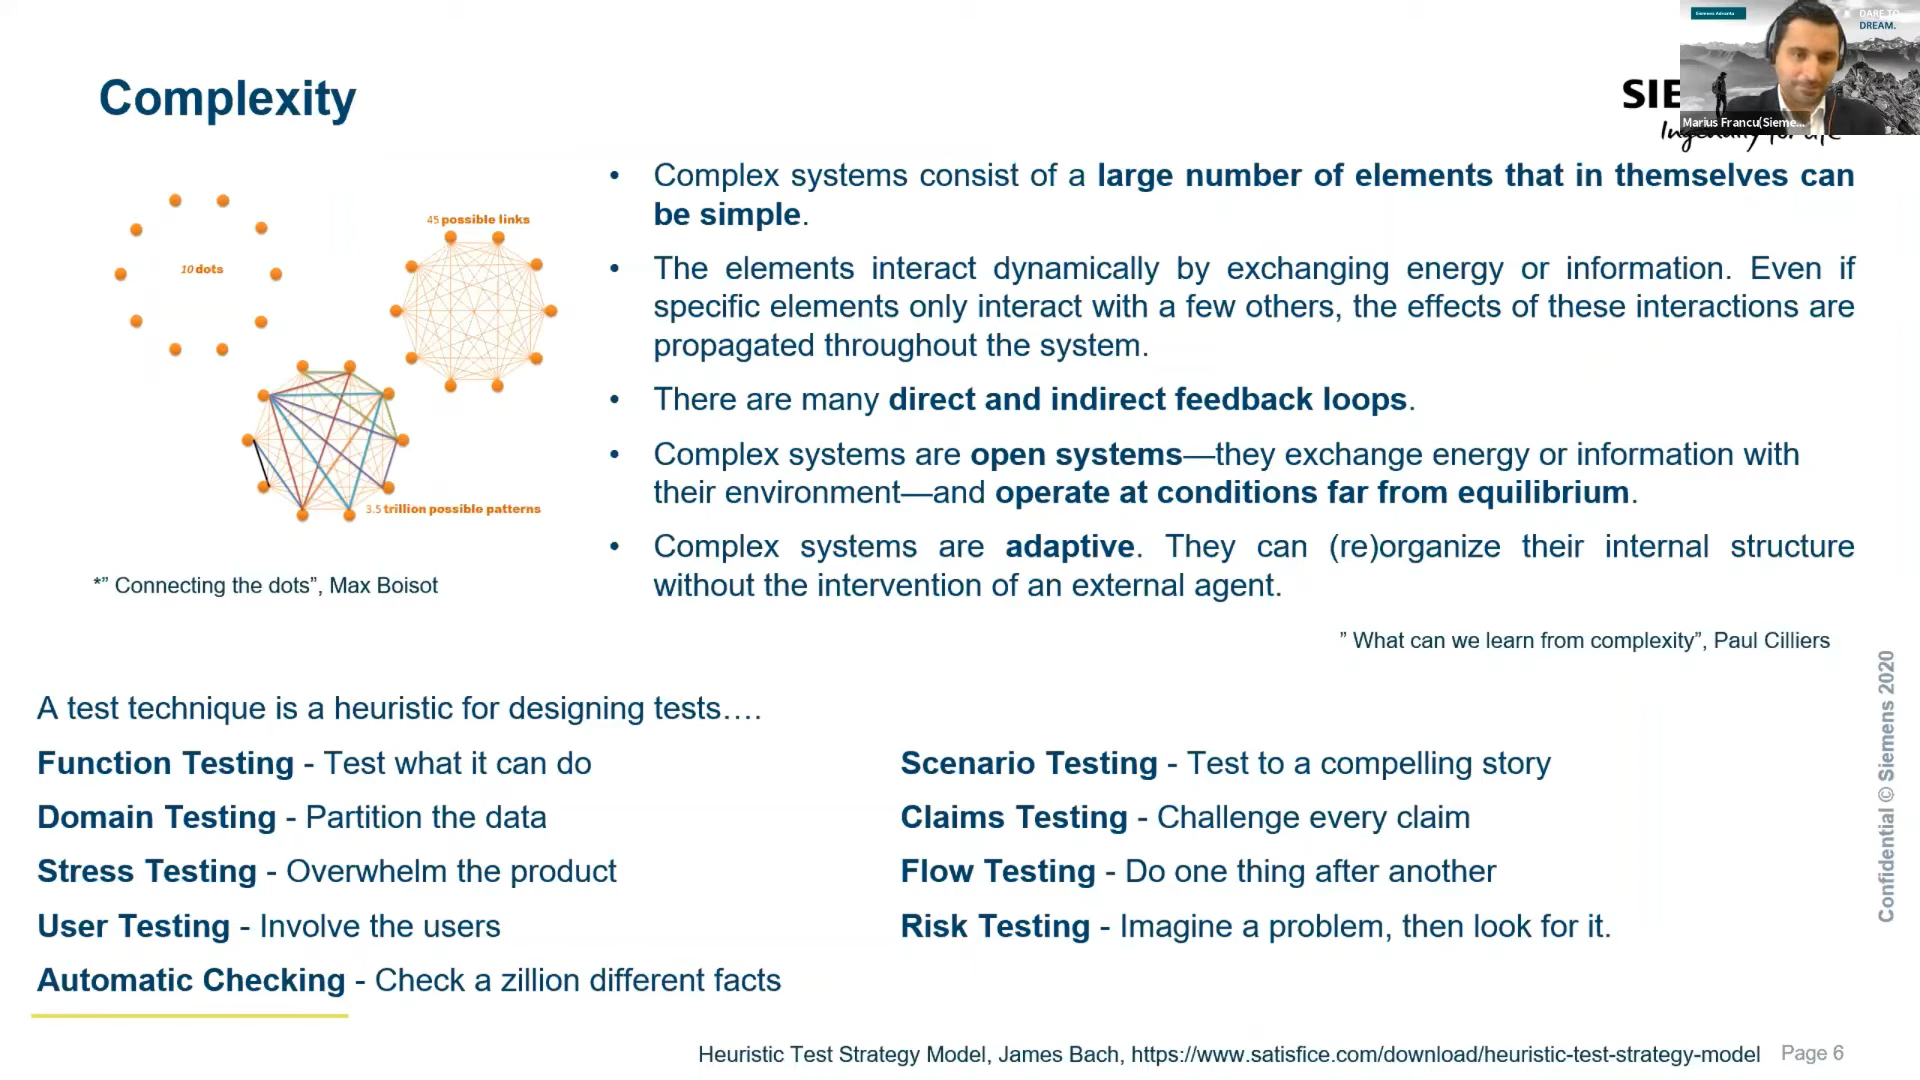 Complexity
Siemens Advanta
DARE TO
DREAM.
Marius Francu(Sieme...
10 dots
45 possible links
3.5 trillion possible patterns
*” Connecting the dots”, Max Boisot
• Complex systems consist of a large number of elements that in themselves can
be simple.
• The elements interact dynamically by exchanging energy or information. Even if
specific elements only interact with a few others, the effects of these interactions are
propagated throughout the system.
• There are many direct and indirect feedback loops.
• Complex systems are open systems—they exchange energy or information with
their environment—and operate at conditions far from equilibrium.
• Complex systems are adaptive. They can (re)organize their internal structure
without the intervention of an external agent.
” What can we learn from complexity”, Paul Cilliers
A test technique is a heuristic for designing tests….
Function Testing - Test what it can do
Domain Testing - Partition the data
Stress Testing - Overwhelm the product
User Testing - Involve the users
Automatic Checking - Check a zillion different facts
Scenario Testing - Test to a compelling story
Claims Testing - Challenge every claim
Flow Testing - Do one thing after another
Risk Testing - Imagine a problem, then look for it.
Confidential © Siemens 2020
Heuristic Test Strategy Model, James Bach, https://www.satisfice.com/download/heuristic-test-strategy-model
Page 6